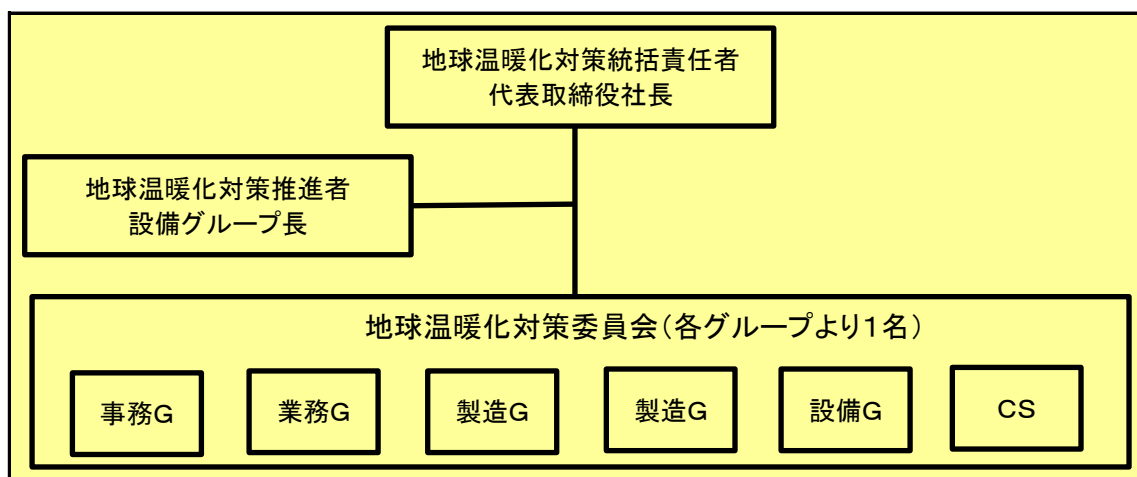 地球温暖化対策統括責任者
代表取締役社長
地球温暖化対策推進者
設備グループ長
地球温暖化対策委員会（各グループより１名）
事務G
業務G
製造G
製造G
設備G
CS